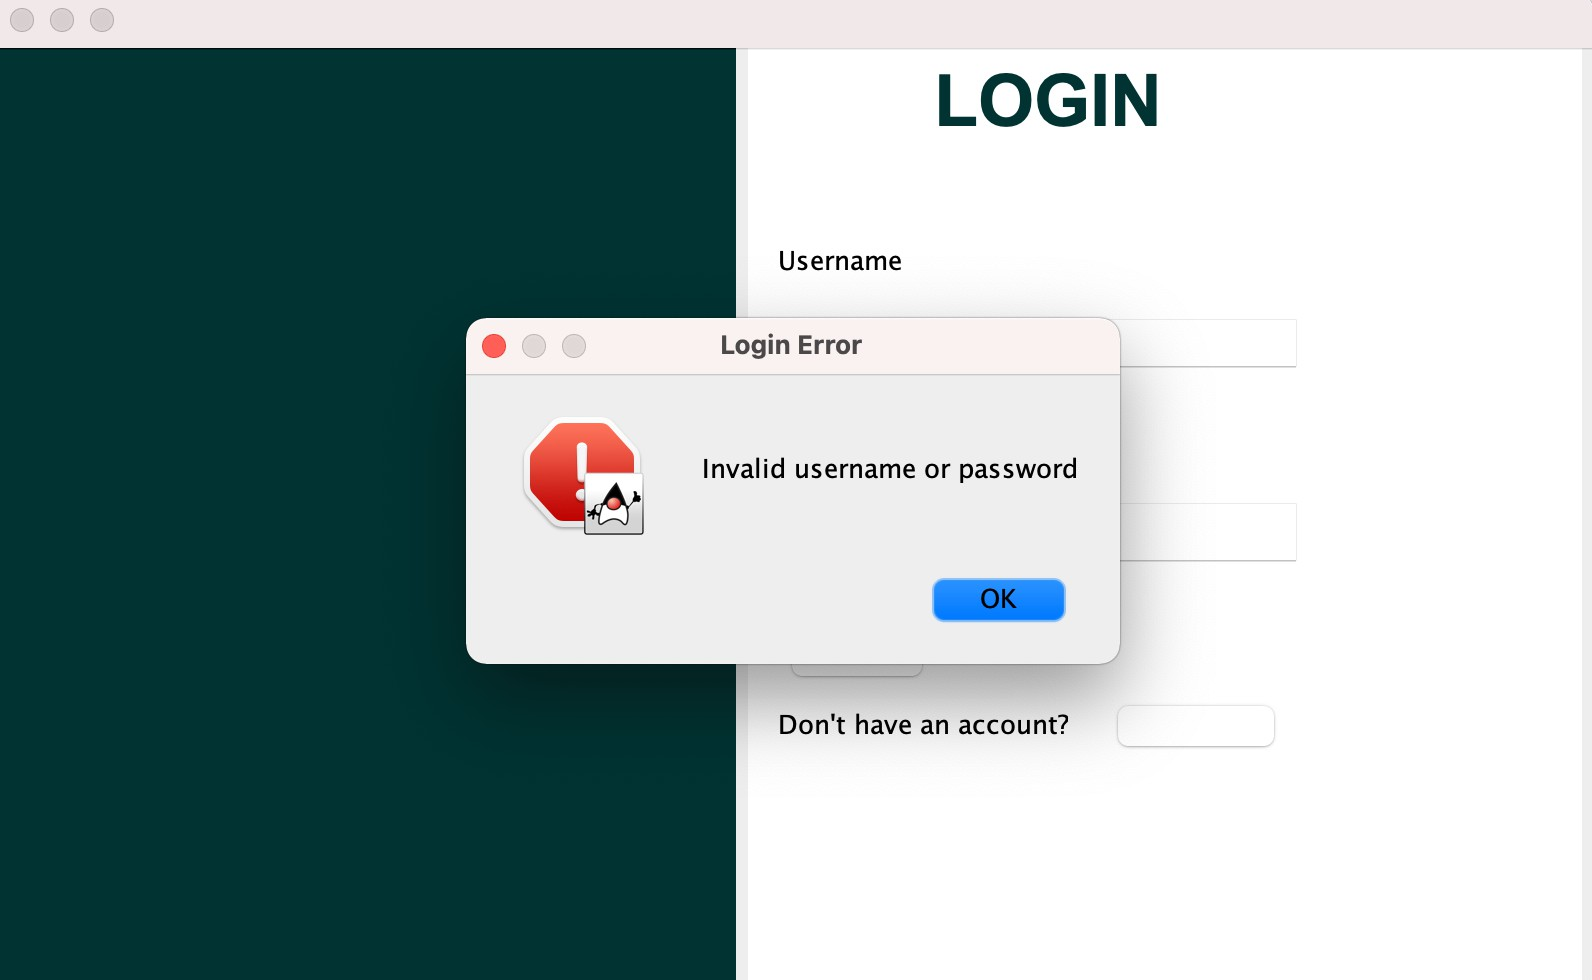 LOGIN
Username
Login Error
Invalid username or password
OK
Don't have an account?